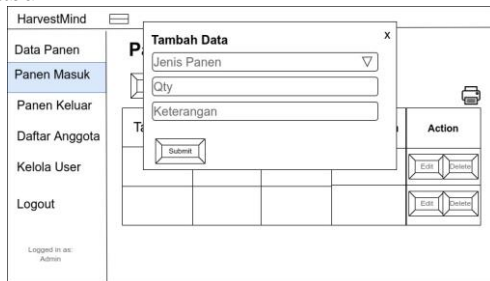 HarvestMind
Data Panen
Panen Masuk
Panen Keluar
Daftar Anggota
Kelola User
Logout
Logged in as:
Admin
Tambah Data
x
Jenis Panen
Qty
Keterangan
Submit
Action
Edit Delete
Edit Delete